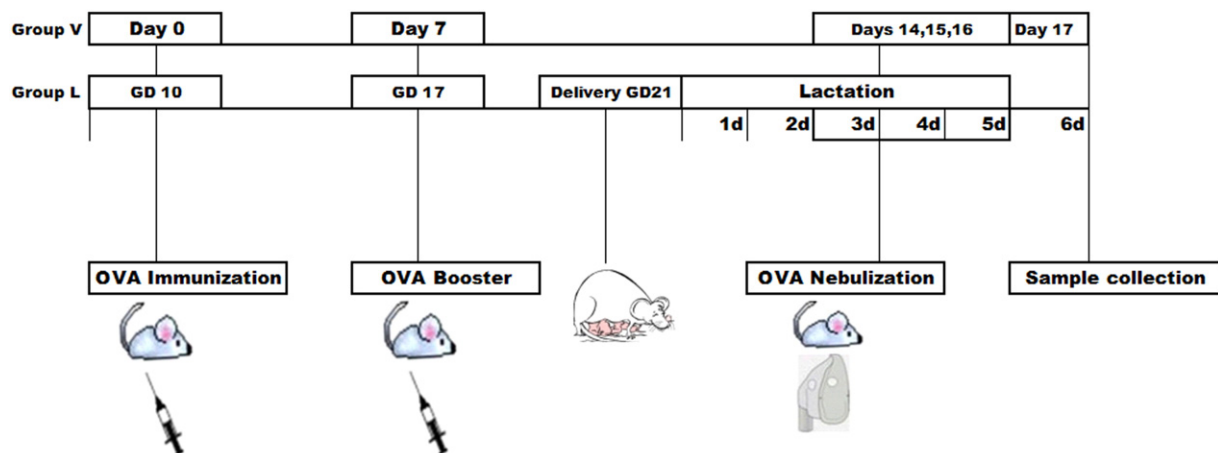 Group V Day 0 Day 7 Days 14,15,16 Day 17
Group L GD 10 GD 17 Delivery GD21 Lactation
1d 2d 3d 4d 5d 6d
OVA Immunization OVA Booster OVA Nebulization Sample collection